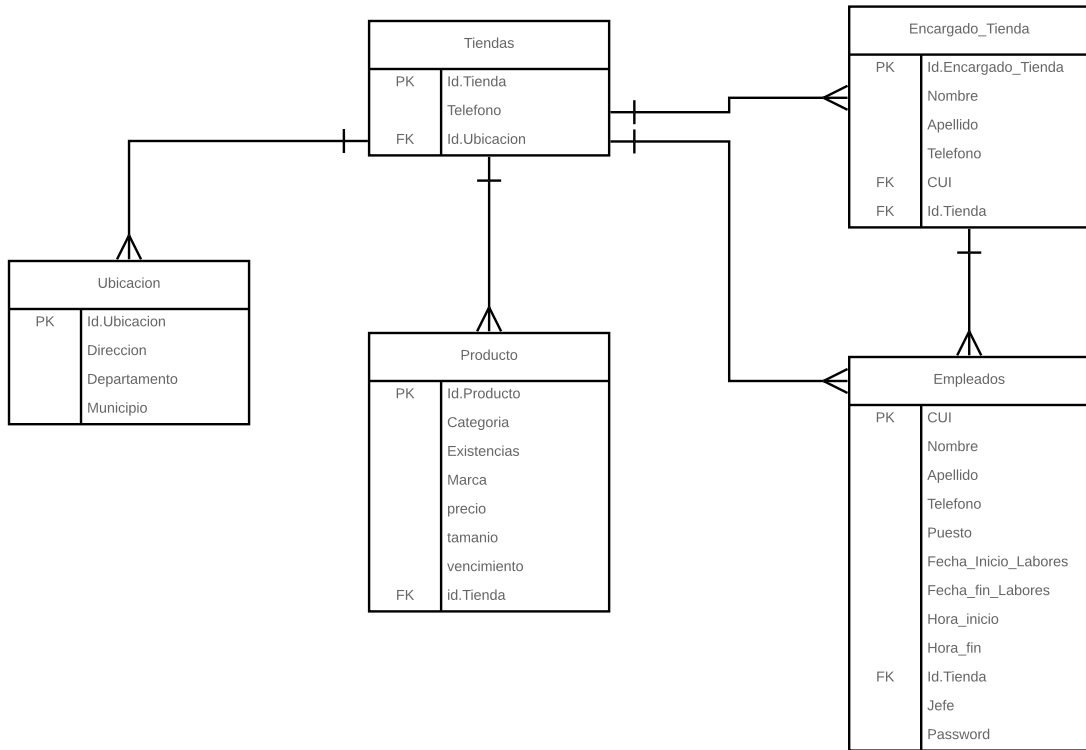 Tiendas
PK Id.Tienda
Telefono
FK Id.Ubicacion
Encargado_Tienda
PK Id.Encargado_Tienda
Nombre
Apellido
Telefono
FK CUI
FK Id.Tienda
Ubicacion
PK Id.Ubicacion
Direccion
Departamento
Municipio
Producto
PK Id.Producto
Categoria
Existencias
Marca
precio
tamanio
vencimiento
FK id.Tienda
Empleados
PK CUI
Nombre
Apellido
Telefono
Puesto
Fecha_Inicio_Labores
Fecha_fin_Labores
Hora_inicio
Hora_fin
FK Id.Tienda
Jefe
Password